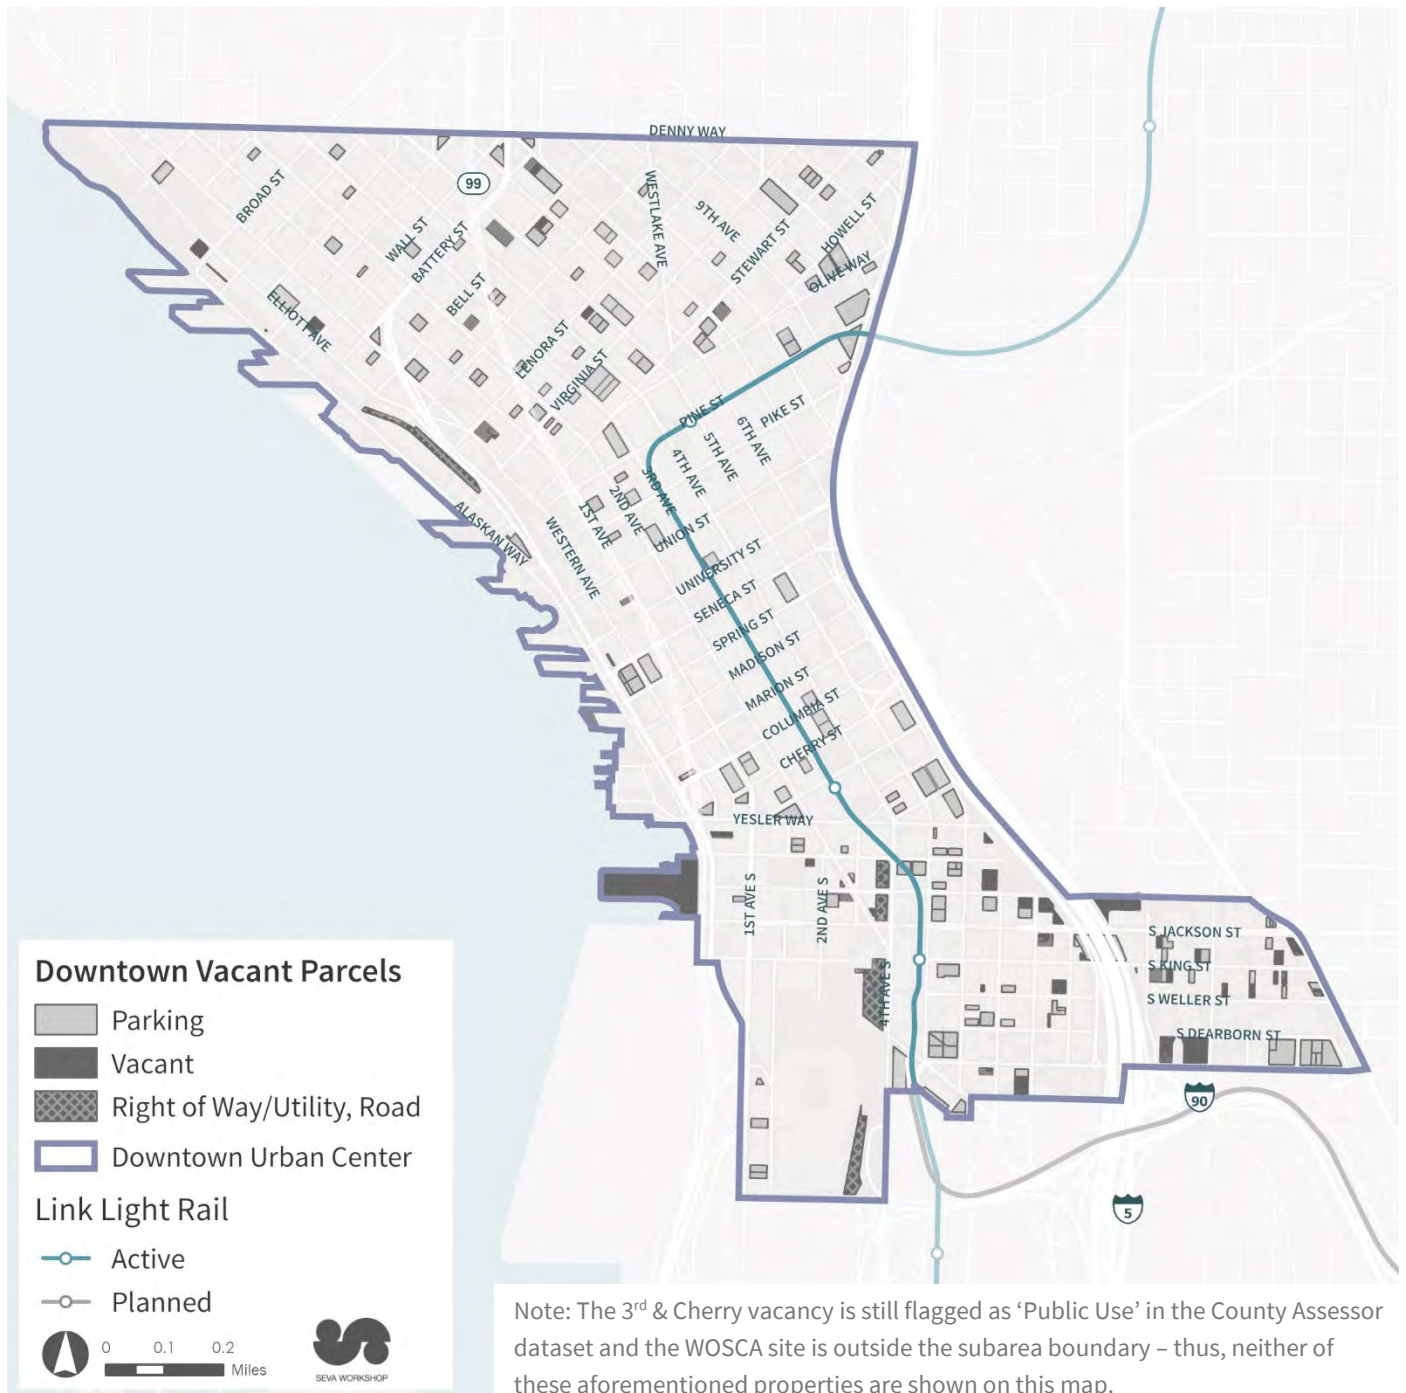 DENNY WAY
99
BROAD ST
WALL ST
BATTERY ST
BELL ST
WESTLAKE AVE
9TH AVE
STEWART ST
HOWELL ST
OLIVE WAY
ELLIOTT AVE
LENORA ST
VIRGINIA ST
PINE ST
PIKE ST
6TH AVE
5TH AVE
4TH AVE
3RD AVE
2ND AVE
1ST AVE
WESTERN AVE
ALASKAN WAY
UNION ST
UNIVERSITY ST
SENECA ST
SPRING ST
MADISON ST
MARION ST
COLUMBIA ST
CHERRY ST
YESLER WAY
1ST AVE S
2ND AVE S
4TH AVE S
S JACKSON ST
S KING ST
S WELLER ST
S DEARBORN ST
90
5
Downtown Vacant Parcels
Parking
Vacant
Right of Way/Utility, Road
Downtown Urban Center
Link Light Rail
Active
Planned
0 0.1 0.2
Miles
SEVA WORKSHOP
Note: The 3rd & Cherry vacancy is still flagged as ‘Public Use’ in the County Assessor
dataset and the WOSCA site is outside the subarea boundary – thus, neither of
these aforementioned properties are shown on this map.